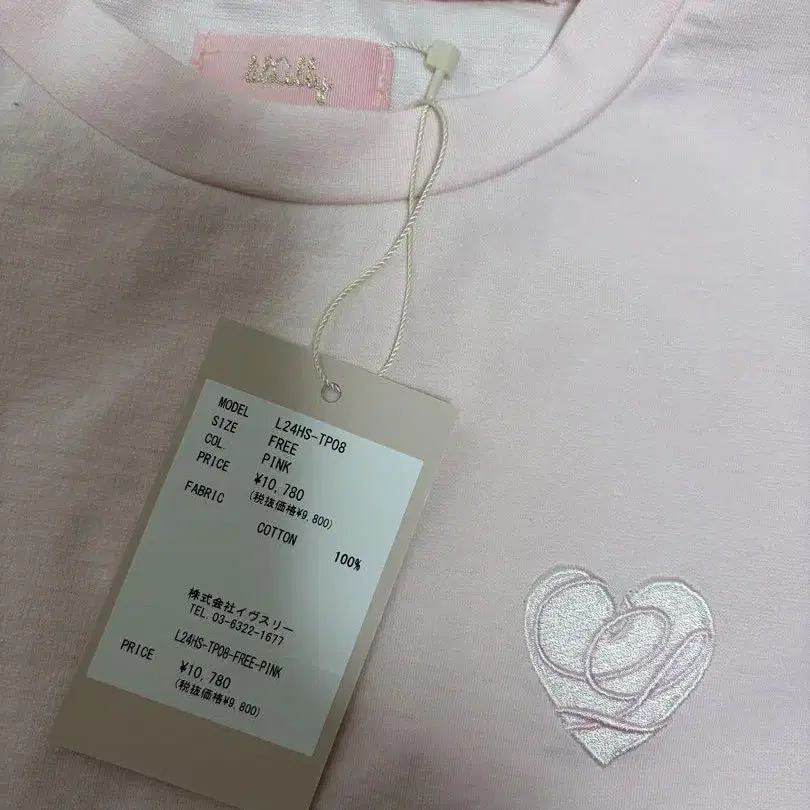 MODEL L24HS-TP08
SIZE FREE
COL. PINK
PRICE ¥10,780
(税抜価格¥9,800)
FABRIC
COTTON 100%
株式会社イヴスリー
TEL. 03-6322-1677
L24HS-TP08-FREE-PINK
PRICE ¥10,780
(税抜価格¥9,800)